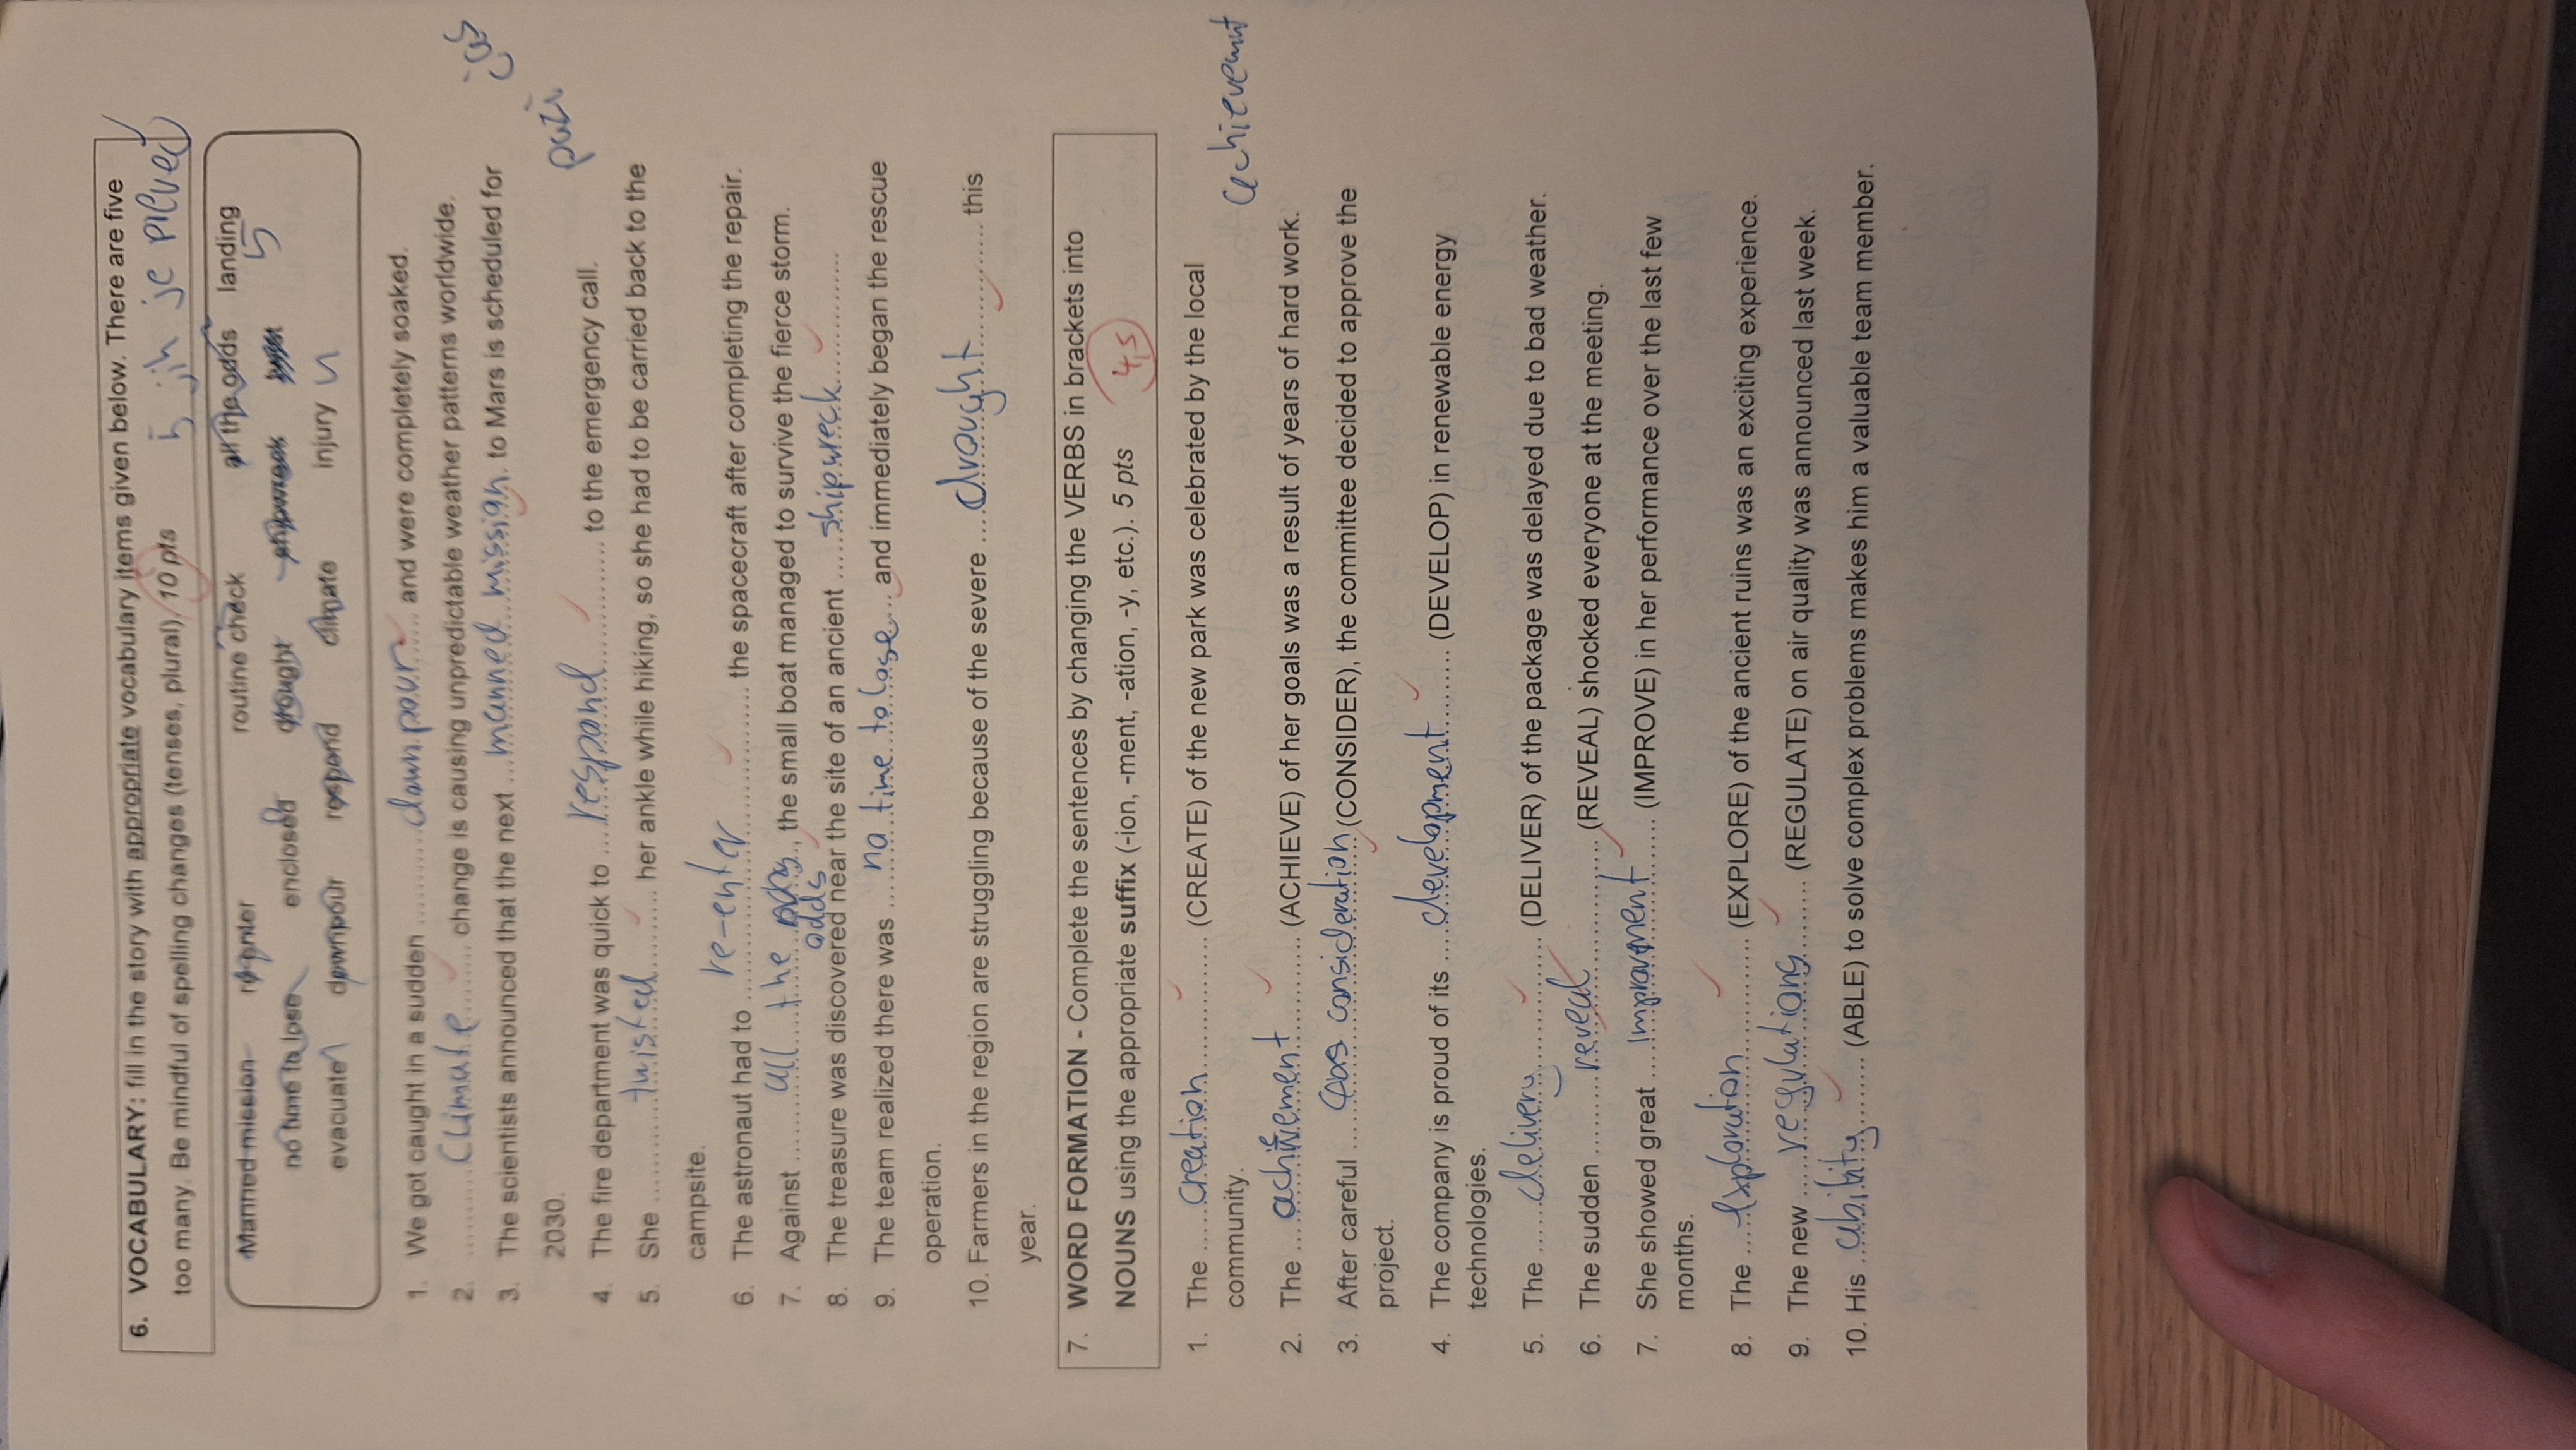 6. VOCABULARY: fill in the story with appropriate vocabulary items given below. There are five
too many. Be mindful of spelling changes (tenses, plural). 10 pts
5 jih je preveč
Manned mission re-enter routine check all the odds landing
5
no time to lose enclosed drought shipwreck
evacuate downpour respond climate injury
1. We got caught in a sudden downpour and were completely soaked.
2. Climate change is causing unpredictable weather patterns worldwide.
3. The scientists announced that the next manned mission to Mars is scheduled for
2030.
pazi čas
4. The fire department was quick to respond to the emergency call.
5. She twisted her ankle while hiking, so she had to be carried back to the
campsite.
6. The astronaut had to re-enter the spacecraft after completing the repair.
7. Against all the odds, the small boat managed to survive the fierce storm.
8. The treasure was discovered near the site of an ancient shipwreck
9. The team realized there was no time to lose and immediately began the rescue
operation.
10. Farmers in the region are struggling because of the severe drought this
year.
7. WORD FORMATION - Complete the sentences by changing the VERBS in brackets into
NOUNS using the appropriate suffix (-ion, -ment, -ation, -y, etc.). 5 pts 4,5
1. The creation (CREATE) of the new park was celebrated by the local
community.
achievemnt
2. The achievement (ACHIEVE) of her goals was a result of years of hard work.
3. After careful consideration (CONSIDER), the committee decided to approve the
project.
4. The company is proud of its development (DEVELOP) in renewable energy
technologies.
5. The delivery (DELIVER) of the package was delayed due to bad weather.
6. The sudden reveal (REVEAL) shocked everyone at the meeting.
7. She showed great improvement (IMPROVE) in her performance over the last few
months.
8. The exploration (EXPLORE) of the ancient ruins was an exciting experience.
9. The new regulations (REGULATE) on air quality was announced last week.
10. His ability (ABLE) to solve complex problems makes him a valuable team member.